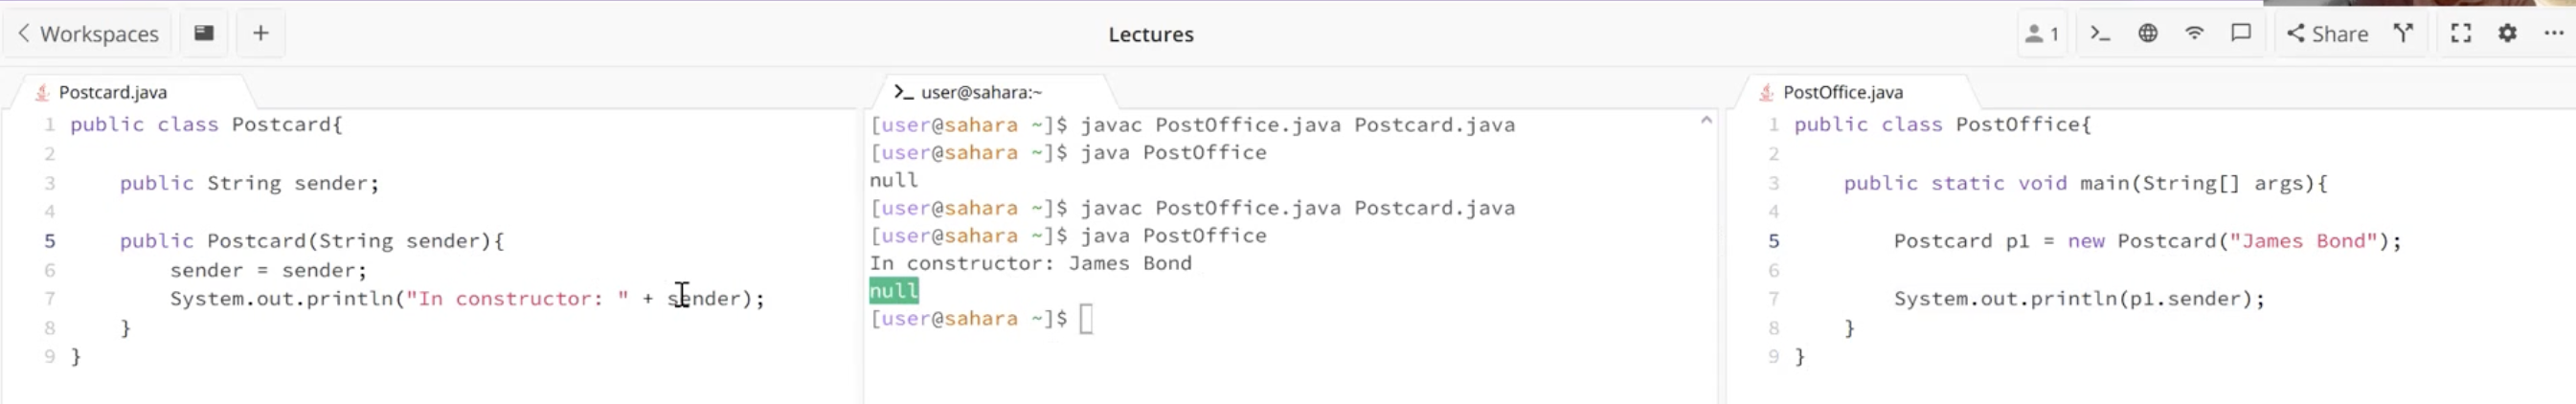 Workspaces
Lectures
1
Share
Postcard.java
1 public class Postcard{
2
3 public String sender;
4
5 public Postcard(String sender){
6 sender = sender;
7 System.out.println("In constructor: " + sender);
8 }
9 }
user@sahara:~
[user@sahara ~]$ javac PostOffice.java Postcard.java
[user@sahara ~]$ java PostOffice
null
[user@sahara ~]$ javac PostOffice.java Postcard.java
[user@sahara ~]$ java PostOffice
In constructor: James Bond
null
[user@sahara ~]$
PostOffice.java
1 public class PostOffice{
2
3 public static void main(String[] args){
4
5 Postcard p1 = new Postcard("James Bond");
6
7 System.out.println(p1.sender);
8 }
9 }